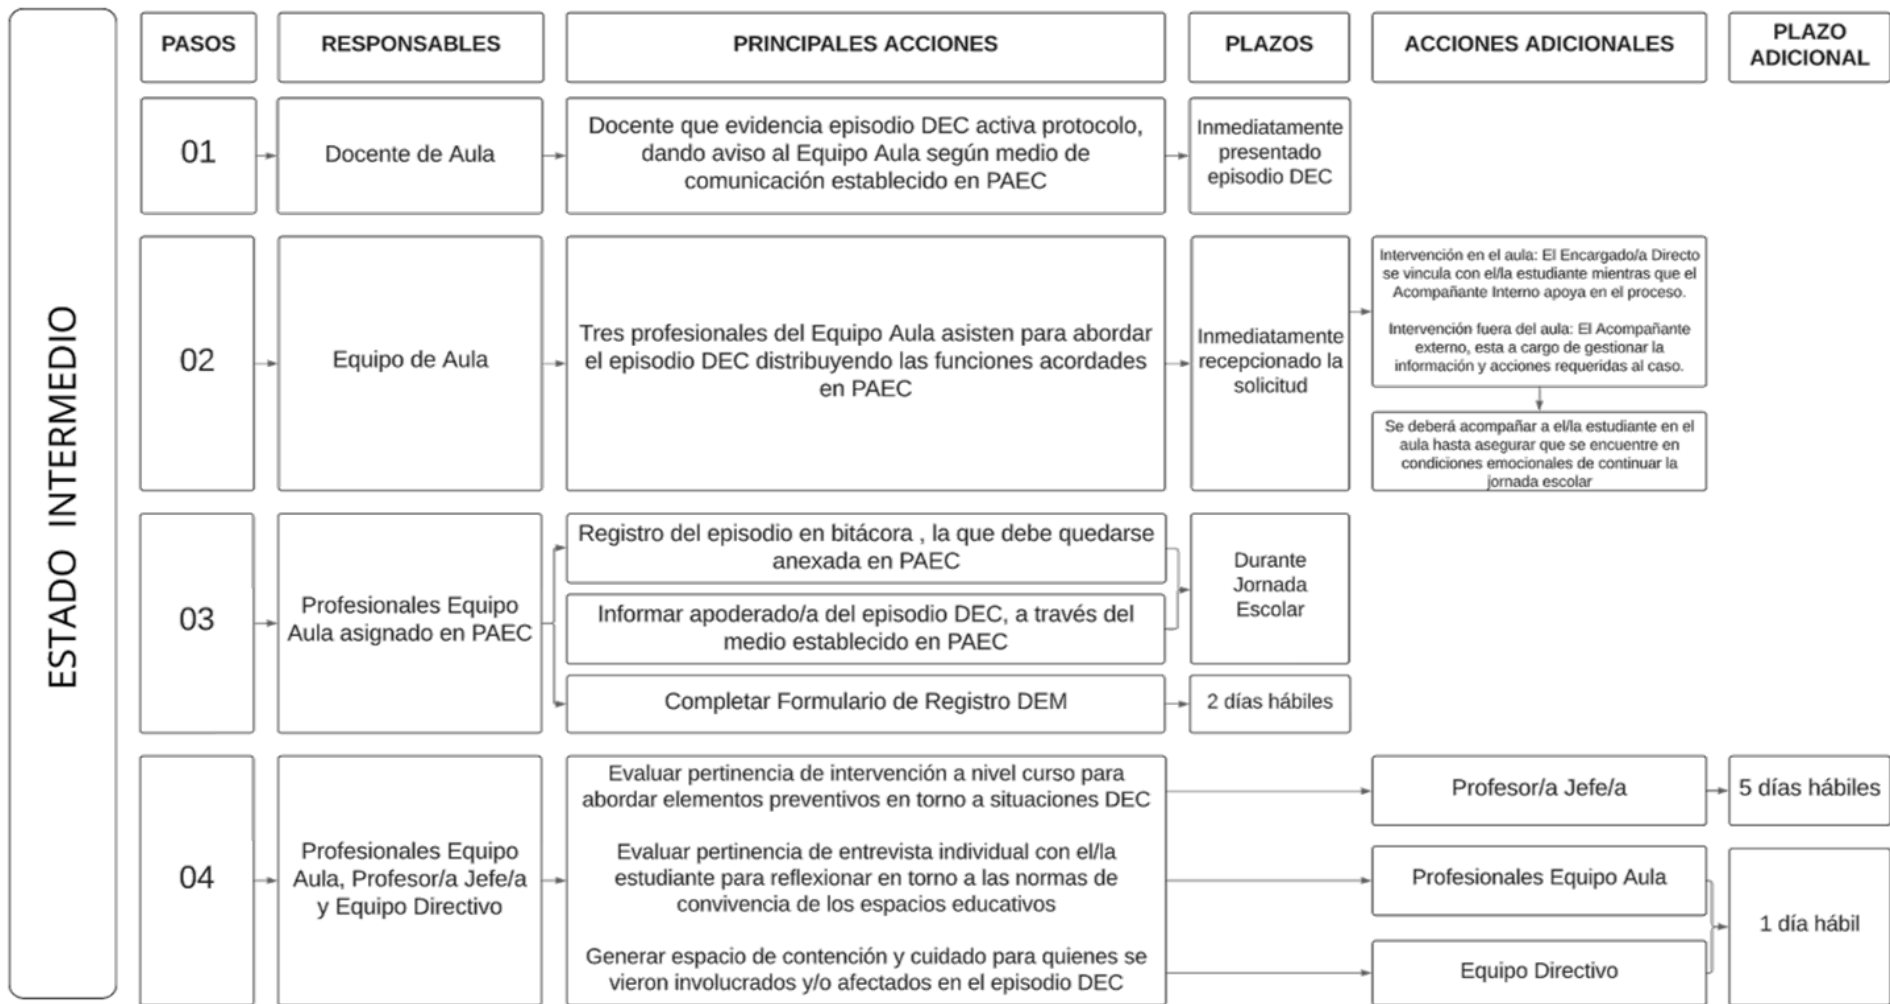 ESTADO INTERMEDIO
PASOS
RESPONSABLES
PRINCIPALES ACCIONES
PLAZOS
ACCIONES ADICIONALES
PLAZO
ADICIONAL
01
Docente de Aula
Docente que evidencia episodio DEC activa protocolo,
dando aviso al Equipo Aula según medio de
comunicación establecido en PAEC
Inmediatamente
presentado
episodio DEC
02
Equipo de Aula
Tres profesionales del Equipo Aula asisten para abordar
el episodio DEC distribuyendo las funciones acordades
en PAEC
Inmediatamente
recepcionado la
solicitud
Intervención en el aula: El Encargado/a Directo
se vincula con el/la estudiante mientras que el
Acompañante Interno apoya en el proceso.
Intervención fuera del aula: El Acompañante
externo, esta a cargo de gestionar la
información y acciones requeridas al caso.
Se deberá acompañar a el/la estudiante en el
aula hasta asegurar que se encuentre en
condiciones emocionales de continuar la
jornada escolar
03
Profesionales Equipo
Aula asignado en PAEC
Registro del episodio en bitácora , la que debe quedarse
anexada en PAEC
Informar apoderado/a del episodio DEC, a través del
medio establecido en PAEC
Durante
Jornada
Escolar
Completar Formulario de Registro DEM
2 días hábiles
04
Profesionales Equipo
Aula, Profesor/a Jefe/a
y Equipo Directivo
Evaluar pertinencia de intervención a nivel curso para
abordar elementos preventivos en torno a situaciones DEC
Evaluar pertinencia de entrevista individual con el/la
estudiante para reflexionar en torno a las normas de
convivencia de los espacios educativos
Generar espacio de contención y cuidado para quienes se
vieron involucrados y/o afectados en el episodio DEC
Profesor/a Jefe/a
5 días hábiles
Profesionales Equipo Aula
Equipo Directivo
1 día hábil